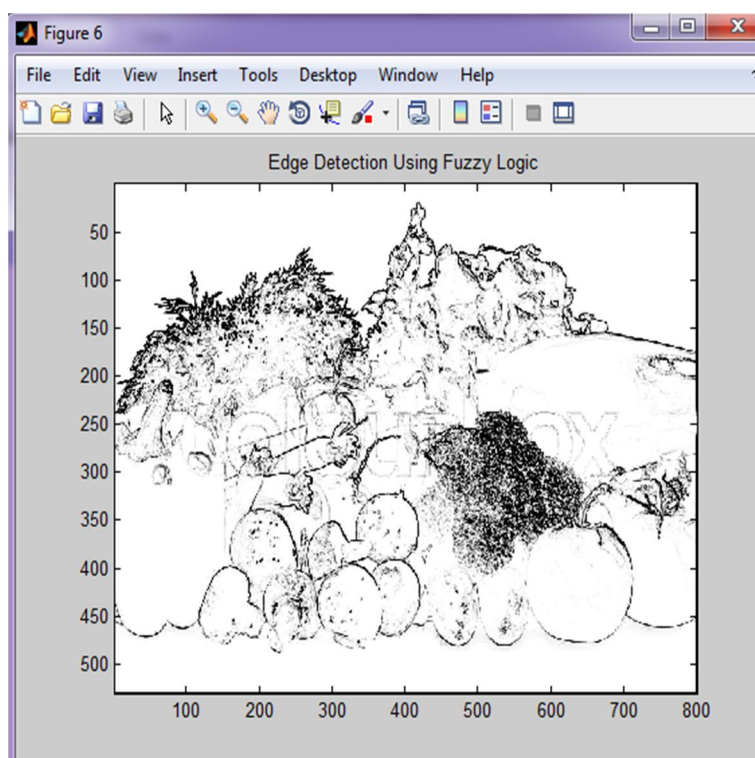 Figure 6
File Edit View Insert Tools Desktop Window Help
Edge Detection Using Fuzzy Logic
50
100
150
200
250
300
350
400
450
500
100 200 300 400 500 600 700 800